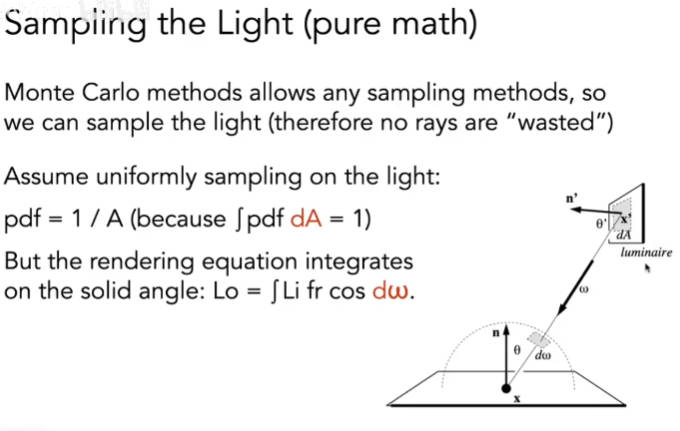 Sampling the Light (pure math)
Monte Carlo methods allows any sampling methods, so
we can sample the light (therefore no rays are “wasted”)
Assume uniformly sampling on the light:
pdf = 1 / A (because ∫pdf dA = 1)
But the rendering equation integrates
on the solid angle: Lo = ∫Li fr cos dω.
n'
θ'
x'
dA
luminaire
ω
n
θ
dω
x